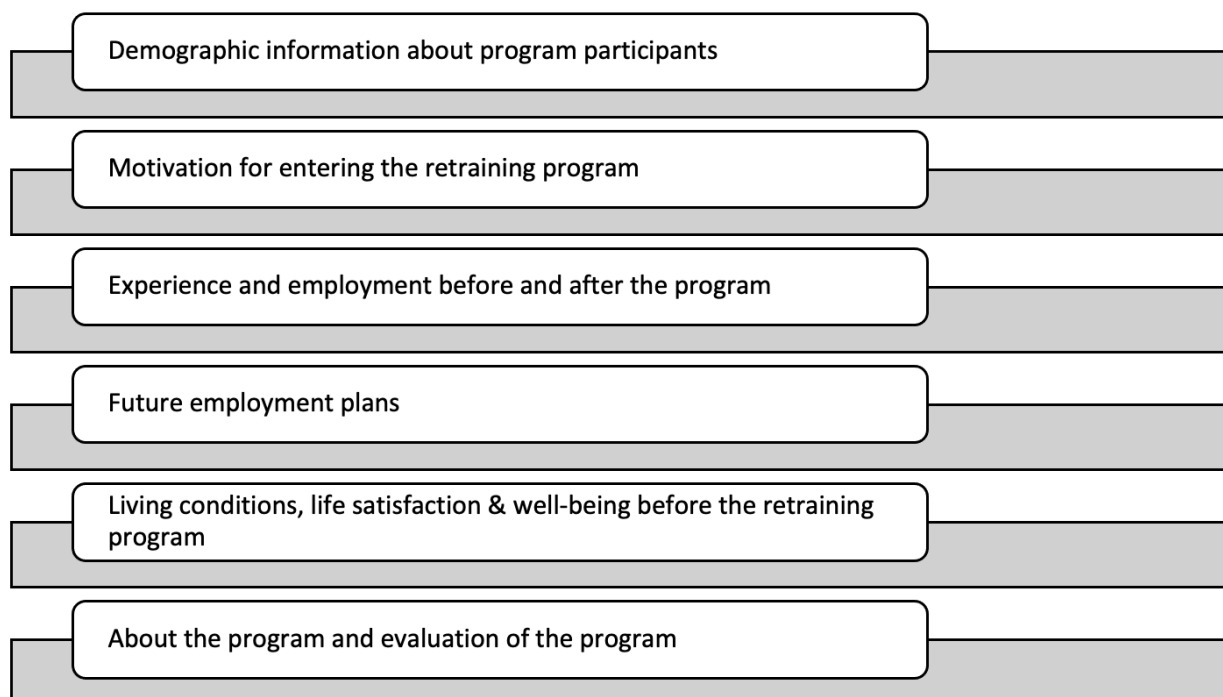 Demographic information about program participants
Motivation for entering the retraining program
Experience and employment before and after the program
Future employment plans
Living conditions, life satisfaction & well-being before the retraining
program
About the program and evaluation of the program